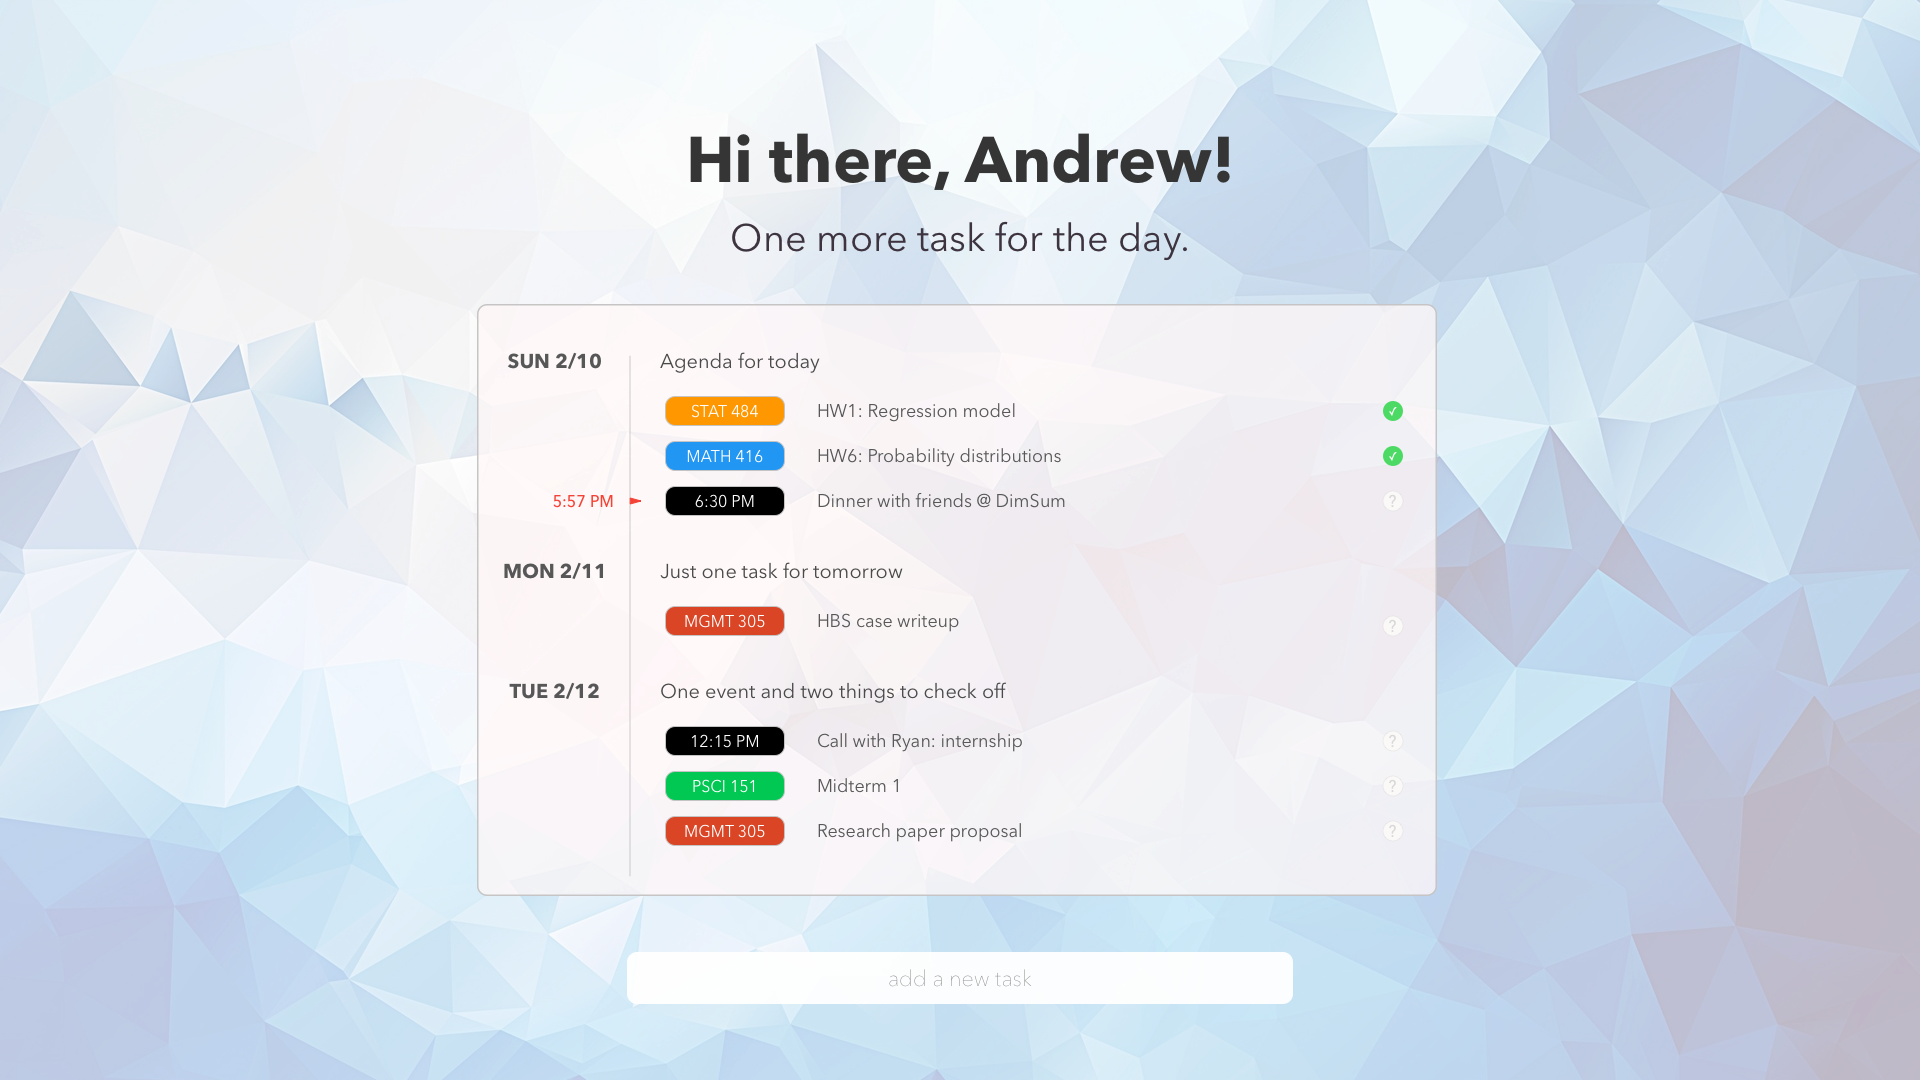 Hi there, Andrew!
One more task for the day.
SUN 2/10 Agenda for today
STAT 484 HW1: Regression model ✓
MATH 416 HW6: Probability distributions ✓
5:57 PM 6:30 PM Dinner with friends @ DimSum ?
MON 2/11 Just one task for tomorrow
MGMT 305 HBS case writeup ?
TUE 2/12 One event and two things to check off
12:15 PM Call with Ryan: internship ?
PSCI 151 Midterm 1 ?
MGMT 305 Research paper proposal ?
add a new task